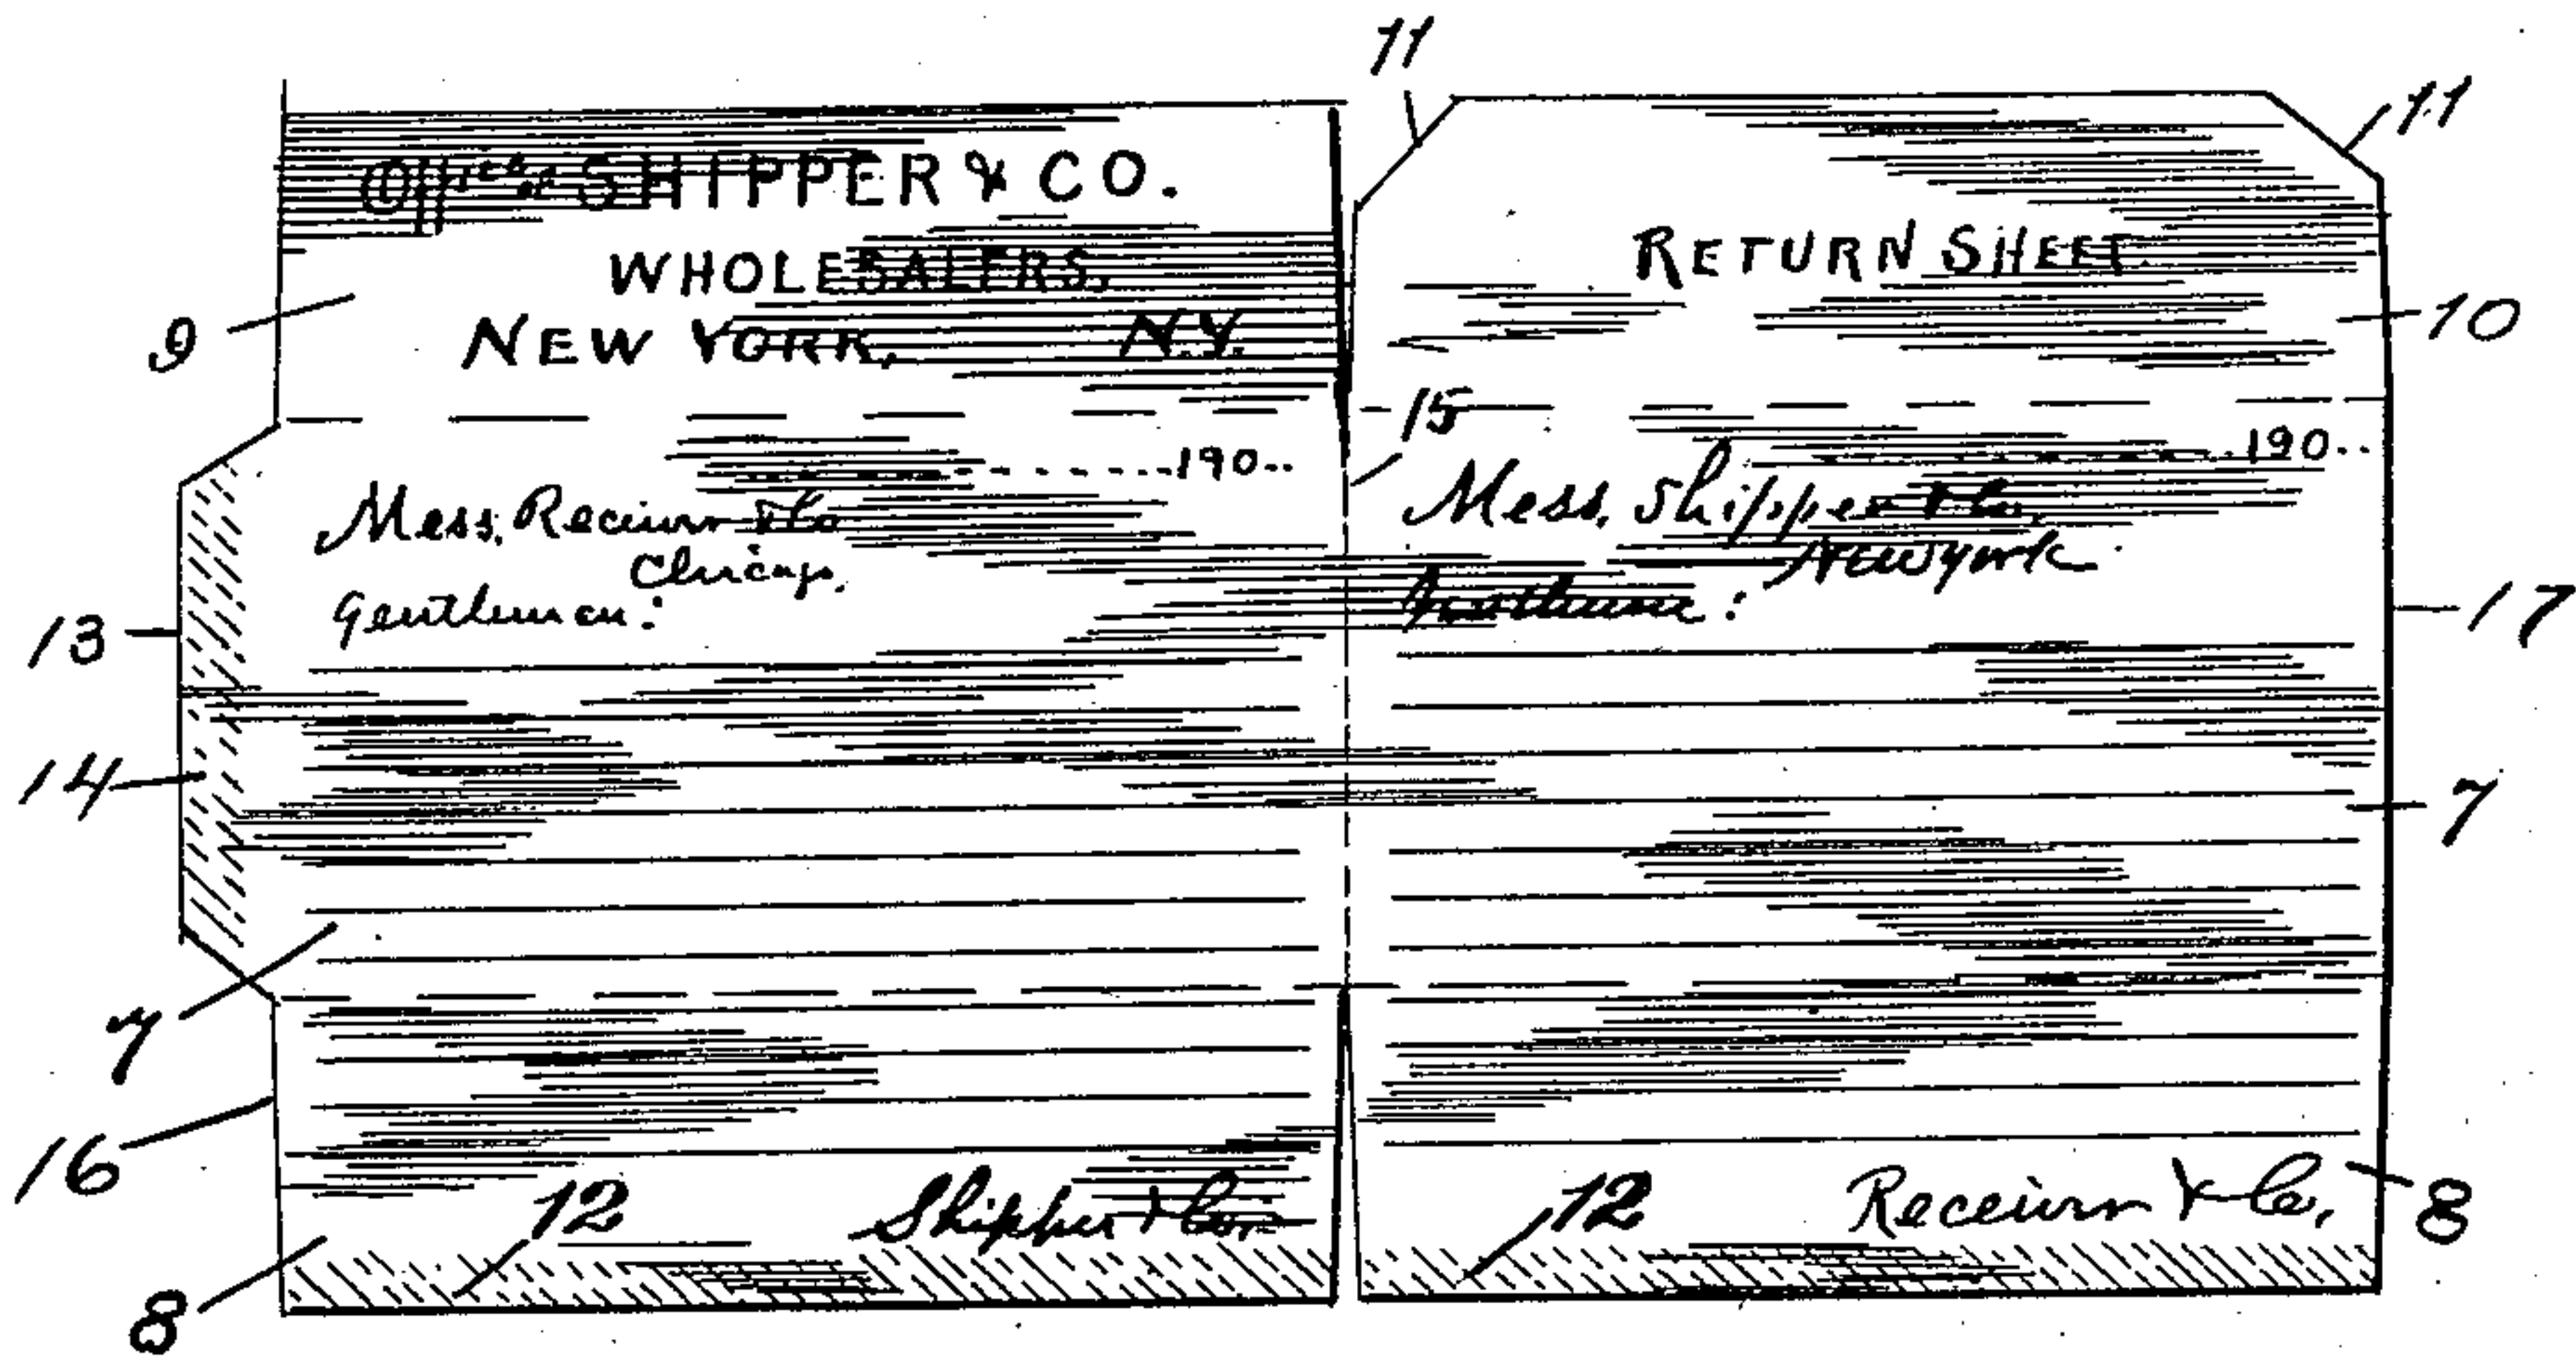 11
11
Office of SHIPPER & CO.
WHOLESALERS,
NEW YORK, N.Y.
RETURN SHEET
9
10
15
190..
190..
Mess. Receiver & Co
Chicago.
Gentlemen:
Mess. Shipper & Co.
New York
Gentlemen:
13
17
14
7
7
16
12
Shipper & Co.
12
Receiver & Co.
8
8